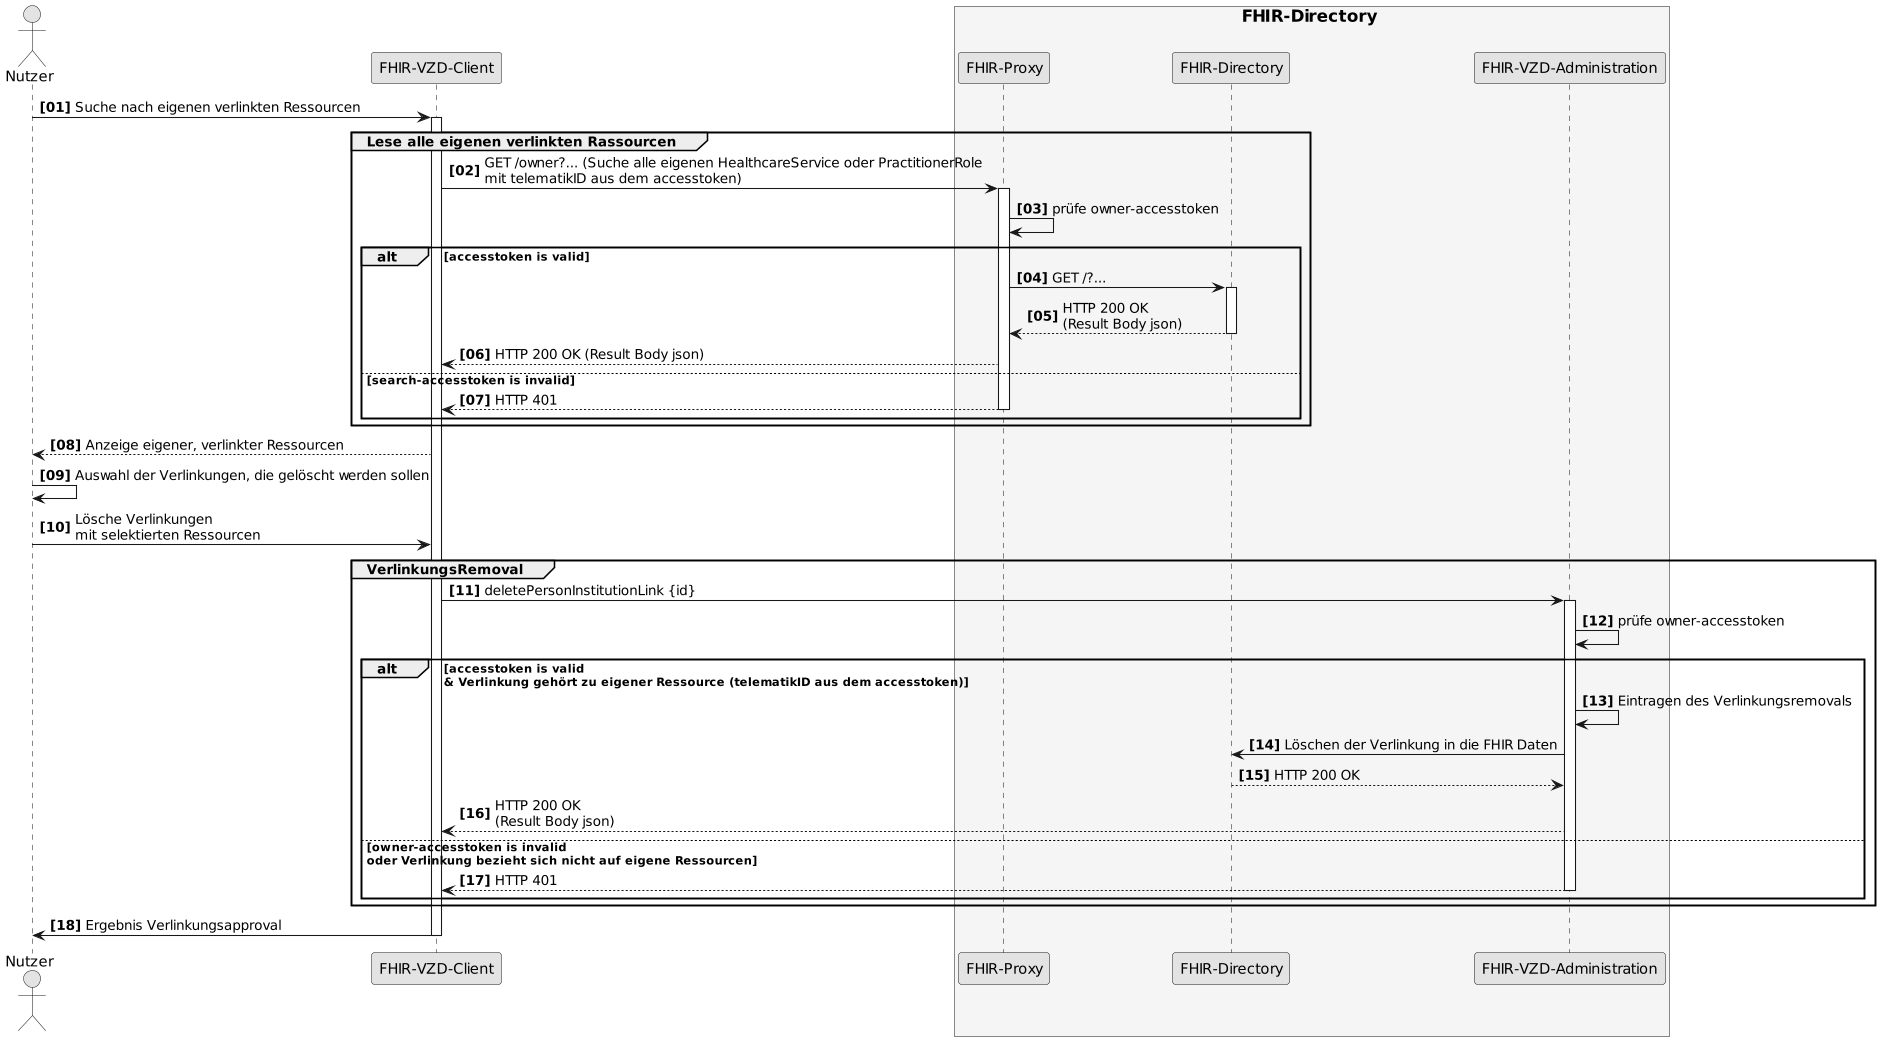 FHIR-Directory
Nutzer
FHIR-VZD-Client
FHIR-Proxy
FHIR-Directory
FHIR-VZD-Administration
[01] Suche nach eigenen verlinkten Ressourcen
Lese alle eigenen verlinkten Rassourcen
[02] GET /owner?... (Suche alle eigenen HealthcareService oder PractitionerRole
mit telematikID aus dem accesstoken)
[03] prüfe owner-accesstoken
alt [accesstoken is valid]
[04] GET /?...
[05] HTTP 200 OK
(Result Body json)
[06] HTTP 200 OK (Result Body json)
[search-accesstoken is invalid]
[07] HTTP 401
[08] Anzeige eigener, verlinkter Ressourcen
[09] Auswahl der Verlinkungen, die gelöscht werden sollen
[10] Lösche Verlinkungen
mit selektierten Ressourcen
VerlinkungsRemoval
[11] deletePersonInstitutionLink {id}
[12] prüfe owner-accesstoken
alt [accesstoken is valid
& Verlinkung gehört zu eigener Ressource (telematikID aus dem accesstoken)]
[13] Eintragen des Verlinkungsremovals
[14] Löschen der Verlinkung in die FHIR Daten
[15] HTTP 200 OK
[16] HTTP 200 OK
(Result Body json)
[owner-accesstoken is invalid
oder Verlinkung bezieht sich nicht auf eigene Ressourcen]
[17] HTTP 401
[18] Ergebnis Verlinkungsapproval
Nutzer
FHIR-VZD-Client
FHIR-Proxy
FHIR-Directory
FHIR-VZD-Administration